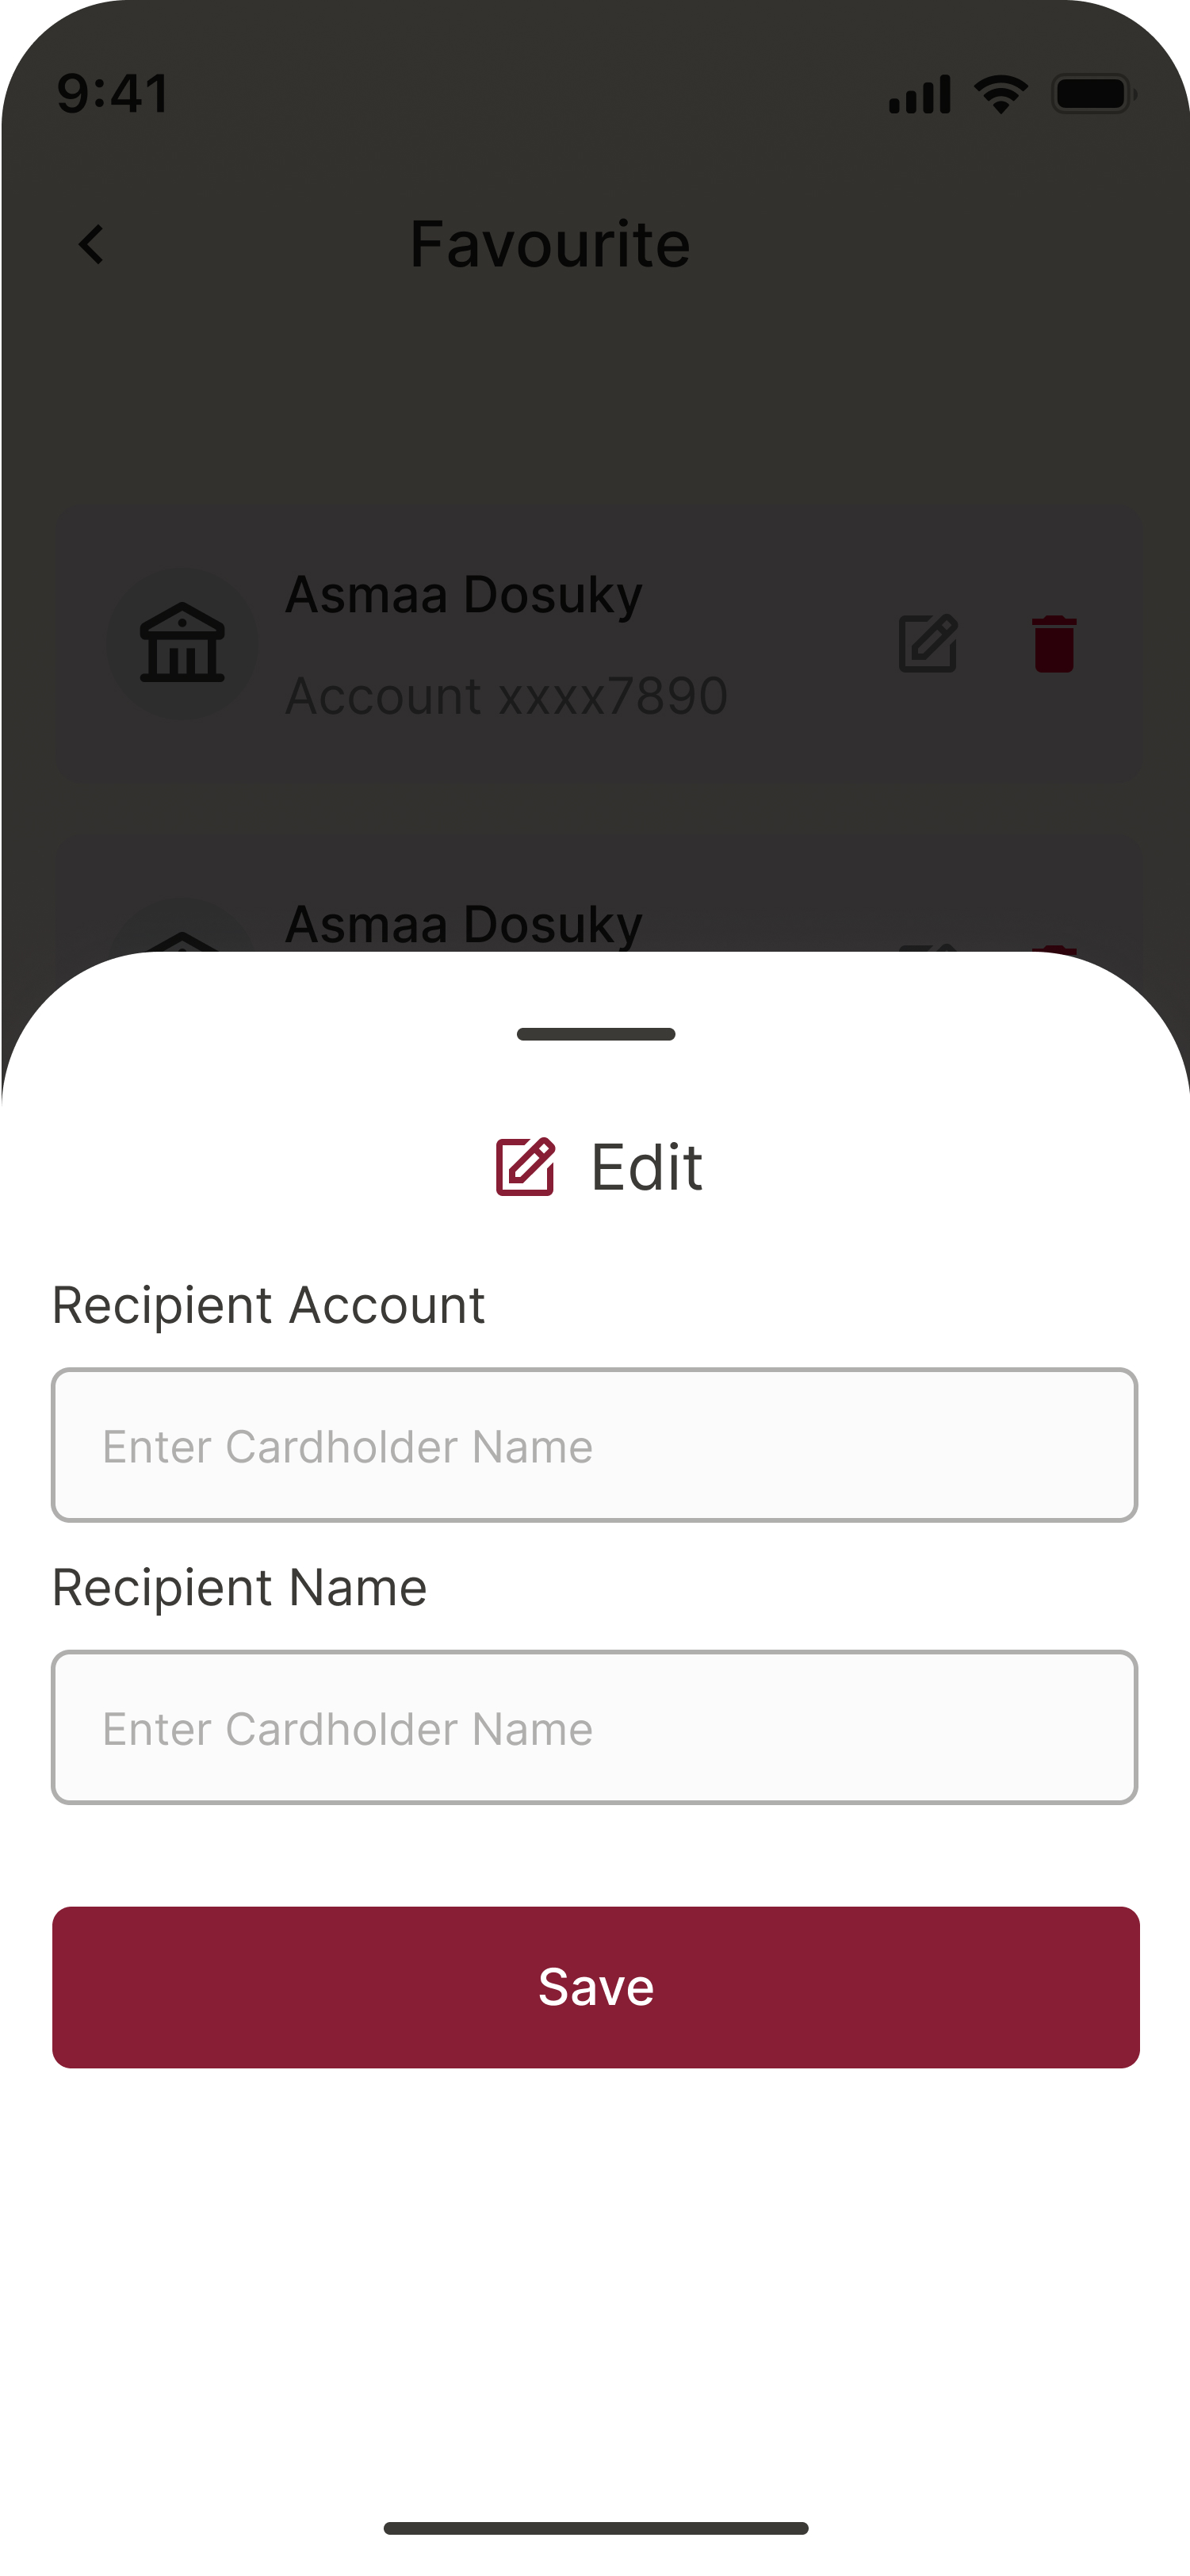 9:41
Favourite
Asmaa Dosuky
Account xxxx7890
Asmaa Dosuky
Edit
Recipient Account
Enter Cardholder Name
Recipient Name
Enter Cardholder Name
Save